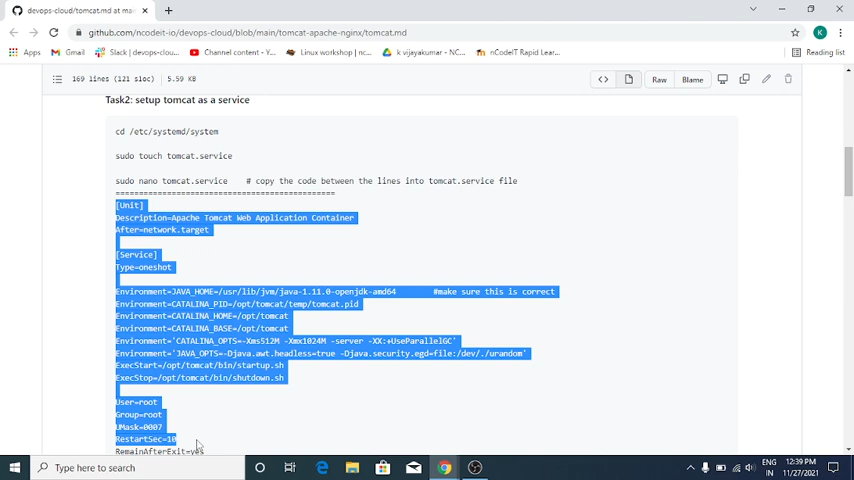 devops-cloud/tomcat.md at main
github.com/ncodeit-io/devops-cloud/blob/main/tomcat-apache-nginx/tomcat.md
Apps
Gmail
Slack | devops-clou...
Content - Y...
Linux workshop | nc...
k vijayakumar - NC...
nCodeIT Rapid Lear...
Reading list
169 lines (121 sloc) 5.59 KB
Raw
Blame
Task2: setup tomcat as a service
cd /etc/systemd/system
sudo touch tomcat.service
sudo nano tomcat.service # copy the code between the lines into tomcat.service file
===============================================
[Unit]
Description=Apache Tomcat Web Application Container
After=network.target
[Service]
Type=oneshot
Environment=JAVA_HOME=/usr/lib/jvm/java-1.11.0-openjdk-amd64 #make sure this is correct
Environment=CATALINA_PID=/opt/tomcat/temp/tomcat.pid
Environment=CATALINA_HOME=/opt/tomcat
Environment=CATALINA_BASE=/opt/tomcat
Environment='CATALINA_OPTS=-Xms512M -Xmx1024M -server -XX:+UseParallelGC'
Environment='JAVA_OPTS=-Djava.awt.headless=true -Djava.security.egd=file:/dev/./urandom'
ExecStart=/opt/tomcat/bin/startup.sh
ExecStop=/opt/tomcat/bin/shutdown.sh
User=root
Group=root
UMask=0007
RestartSec=10
RemainAfterExit=yes
Type here to search
ENG
IN
12:39 PM
11/27/2021
K